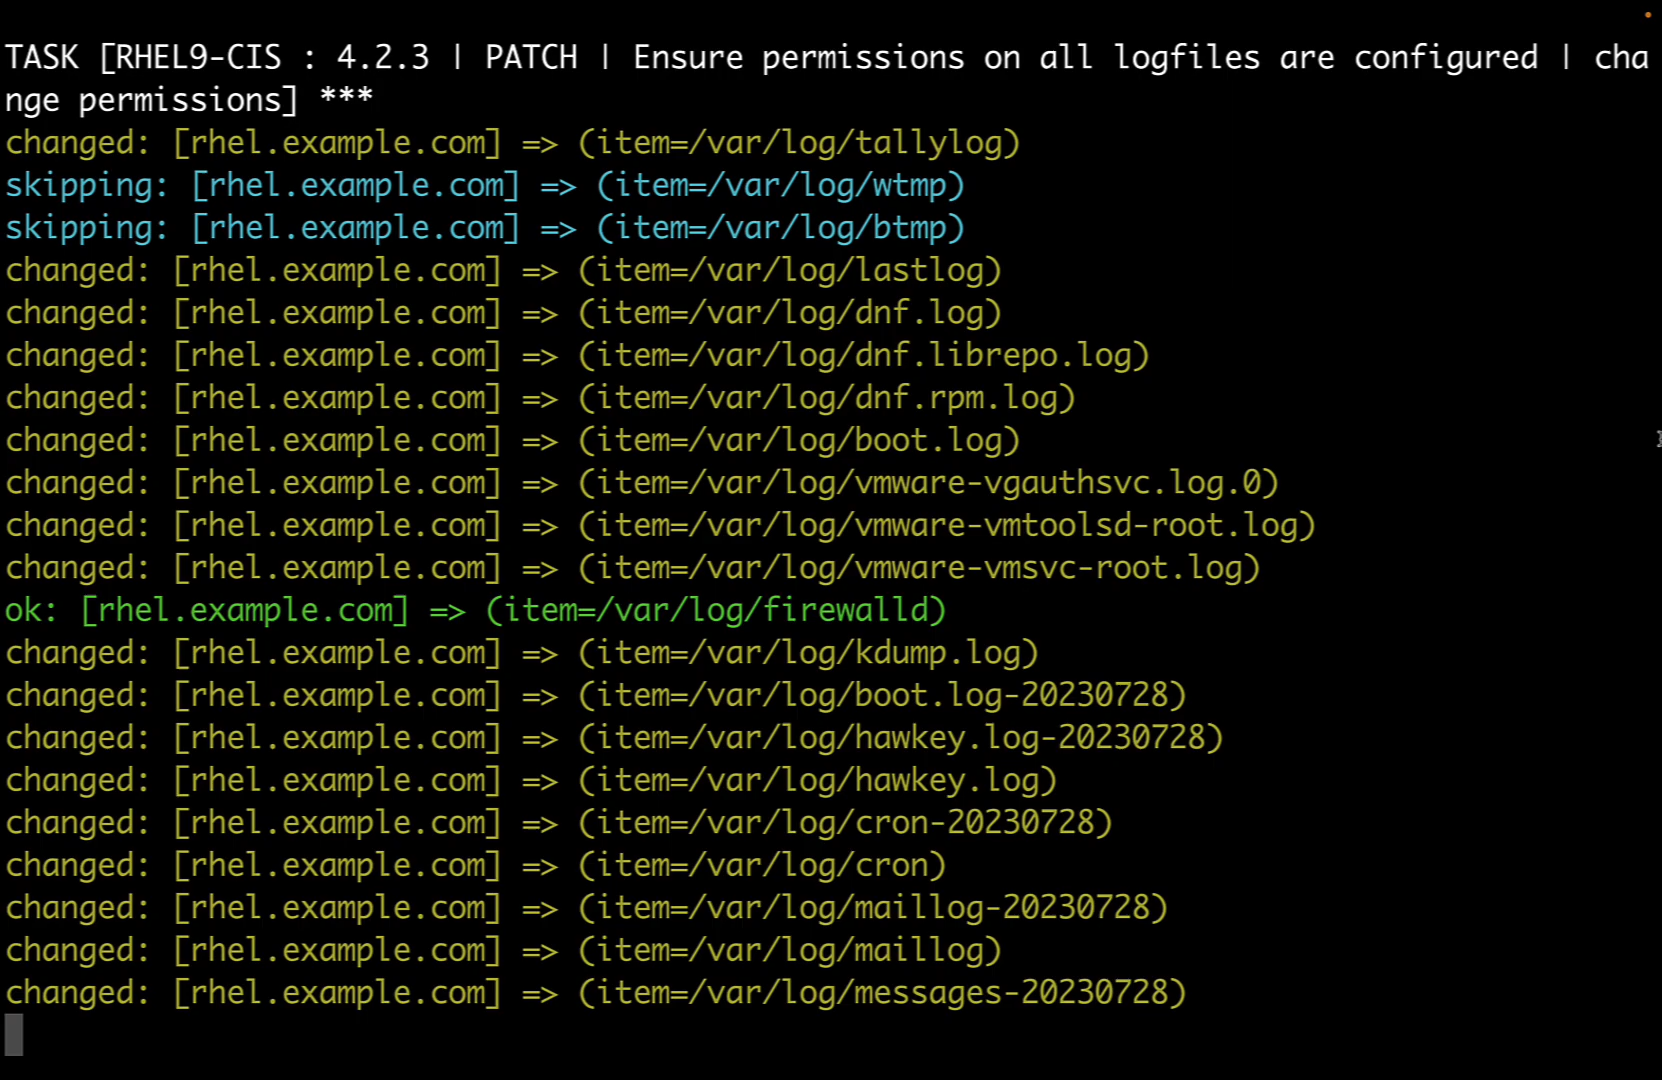 TASK [RHEL9-CIS : 4.2.3 | PATCH | Ensure permissions on all logfiles are configured | cha
nge permissions] ***
changed: [rhel.example.com] => (item=/var/log/tallylog)
skipping: [rhel.example.com] => (item=/var/log/wtmp)
skipping: [rhel.example.com] => (item=/var/log/btmp)
changed: [rhel.example.com] => (item=/var/log/lastlog)
changed: [rhel.example.com] => (item=/var/log/dnf.log)
changed: [rhel.example.com] => (item=/var/log/dnf.librepo.log)
changed: [rhel.example.com] => (item=/var/log/dnf.rpm.log)
changed: [rhel.example.com] => (item=/var/log/boot.log)
changed: [rhel.example.com] => (item=/var/log/vmware-vgauthsvc.log.0)
changed: [rhel.example.com] => (item=/var/log/vmware-vmtoolsd-root.log)
changed: [rhel.example.com] => (item=/var/log/vmware-vmsvc-root.log)
ok: [rhel.example.com] => (item=/var/log/firewalld)
changed: [rhel.example.com] => (item=/var/log/kdump.log)
changed: [rhel.example.com] => (item=/var/log/boot.log-20230728)
changed: [rhel.example.com] => (item=/var/log/hawkey.log-20230728)
changed: [rhel.example.com] => (item=/var/log/hawkey.log)
changed: [rhel.example.com] => (item=/var/log/cron-20230728)
changed: [rhel.example.com] => (item=/var/log/cron)
changed: [rhel.example.com] => (item=/var/log/maillog-20230728)
changed: [rhel.example.com] => (item=/var/log/maillog)
changed: [rhel.example.com] => (item=/var/log/messages-20230728)